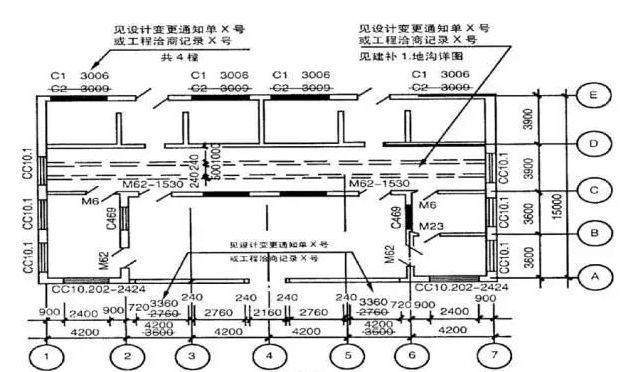 见设计变更通知单X号
或工程洽商记录X号
共4樘
见设计变更通知单X号
或工程洽商记录X号
见建补1.地沟详图
C1 3006
C2 3009
C1 3006
C2 3009
C1 3006
C2 3009
C1 3006
C2 3009
E
D
C
B
A
3900
3900
3600
3600
15000
CC10.1
CC10.1
CC10.1
CC10.1
240
1000
240
500
M62-1530
M62-1530
M6
M6
C469
C469
M23
M62
M62
见设计变更通知单X号
或工程洽商记录X号
CC10.202-2424
CC10.202-2424
240
3360
240
240
240
3360
240
900
2400
900
720
2760
2760
2160
2760
2760
720
900
2400
900
4200
4200
3600
4200
4200
4200
3600
4200
1
2
3
4
5
6
7